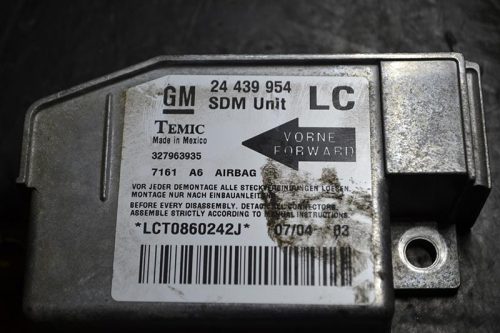 GM 24 439 954 LC
SDM Unit
TEMIC
Made in Mexico
VORNE
FORWARD
327963935
7161 A6 AIRBAG
VOR JEDER DEMONTAGE ALLE STECKVERBINDUNGEN LOESEN
MONTAGE NUR NACH EINBAUANLEITUNG
BEFORE EVERY DISASSEMBLY. DETACH ALL CONNECTORS
ASSEMBLE STRICTLY ACCORDING TO MANUAL INSTRUCTIONS.
*LCT0860242J* 07/04 03